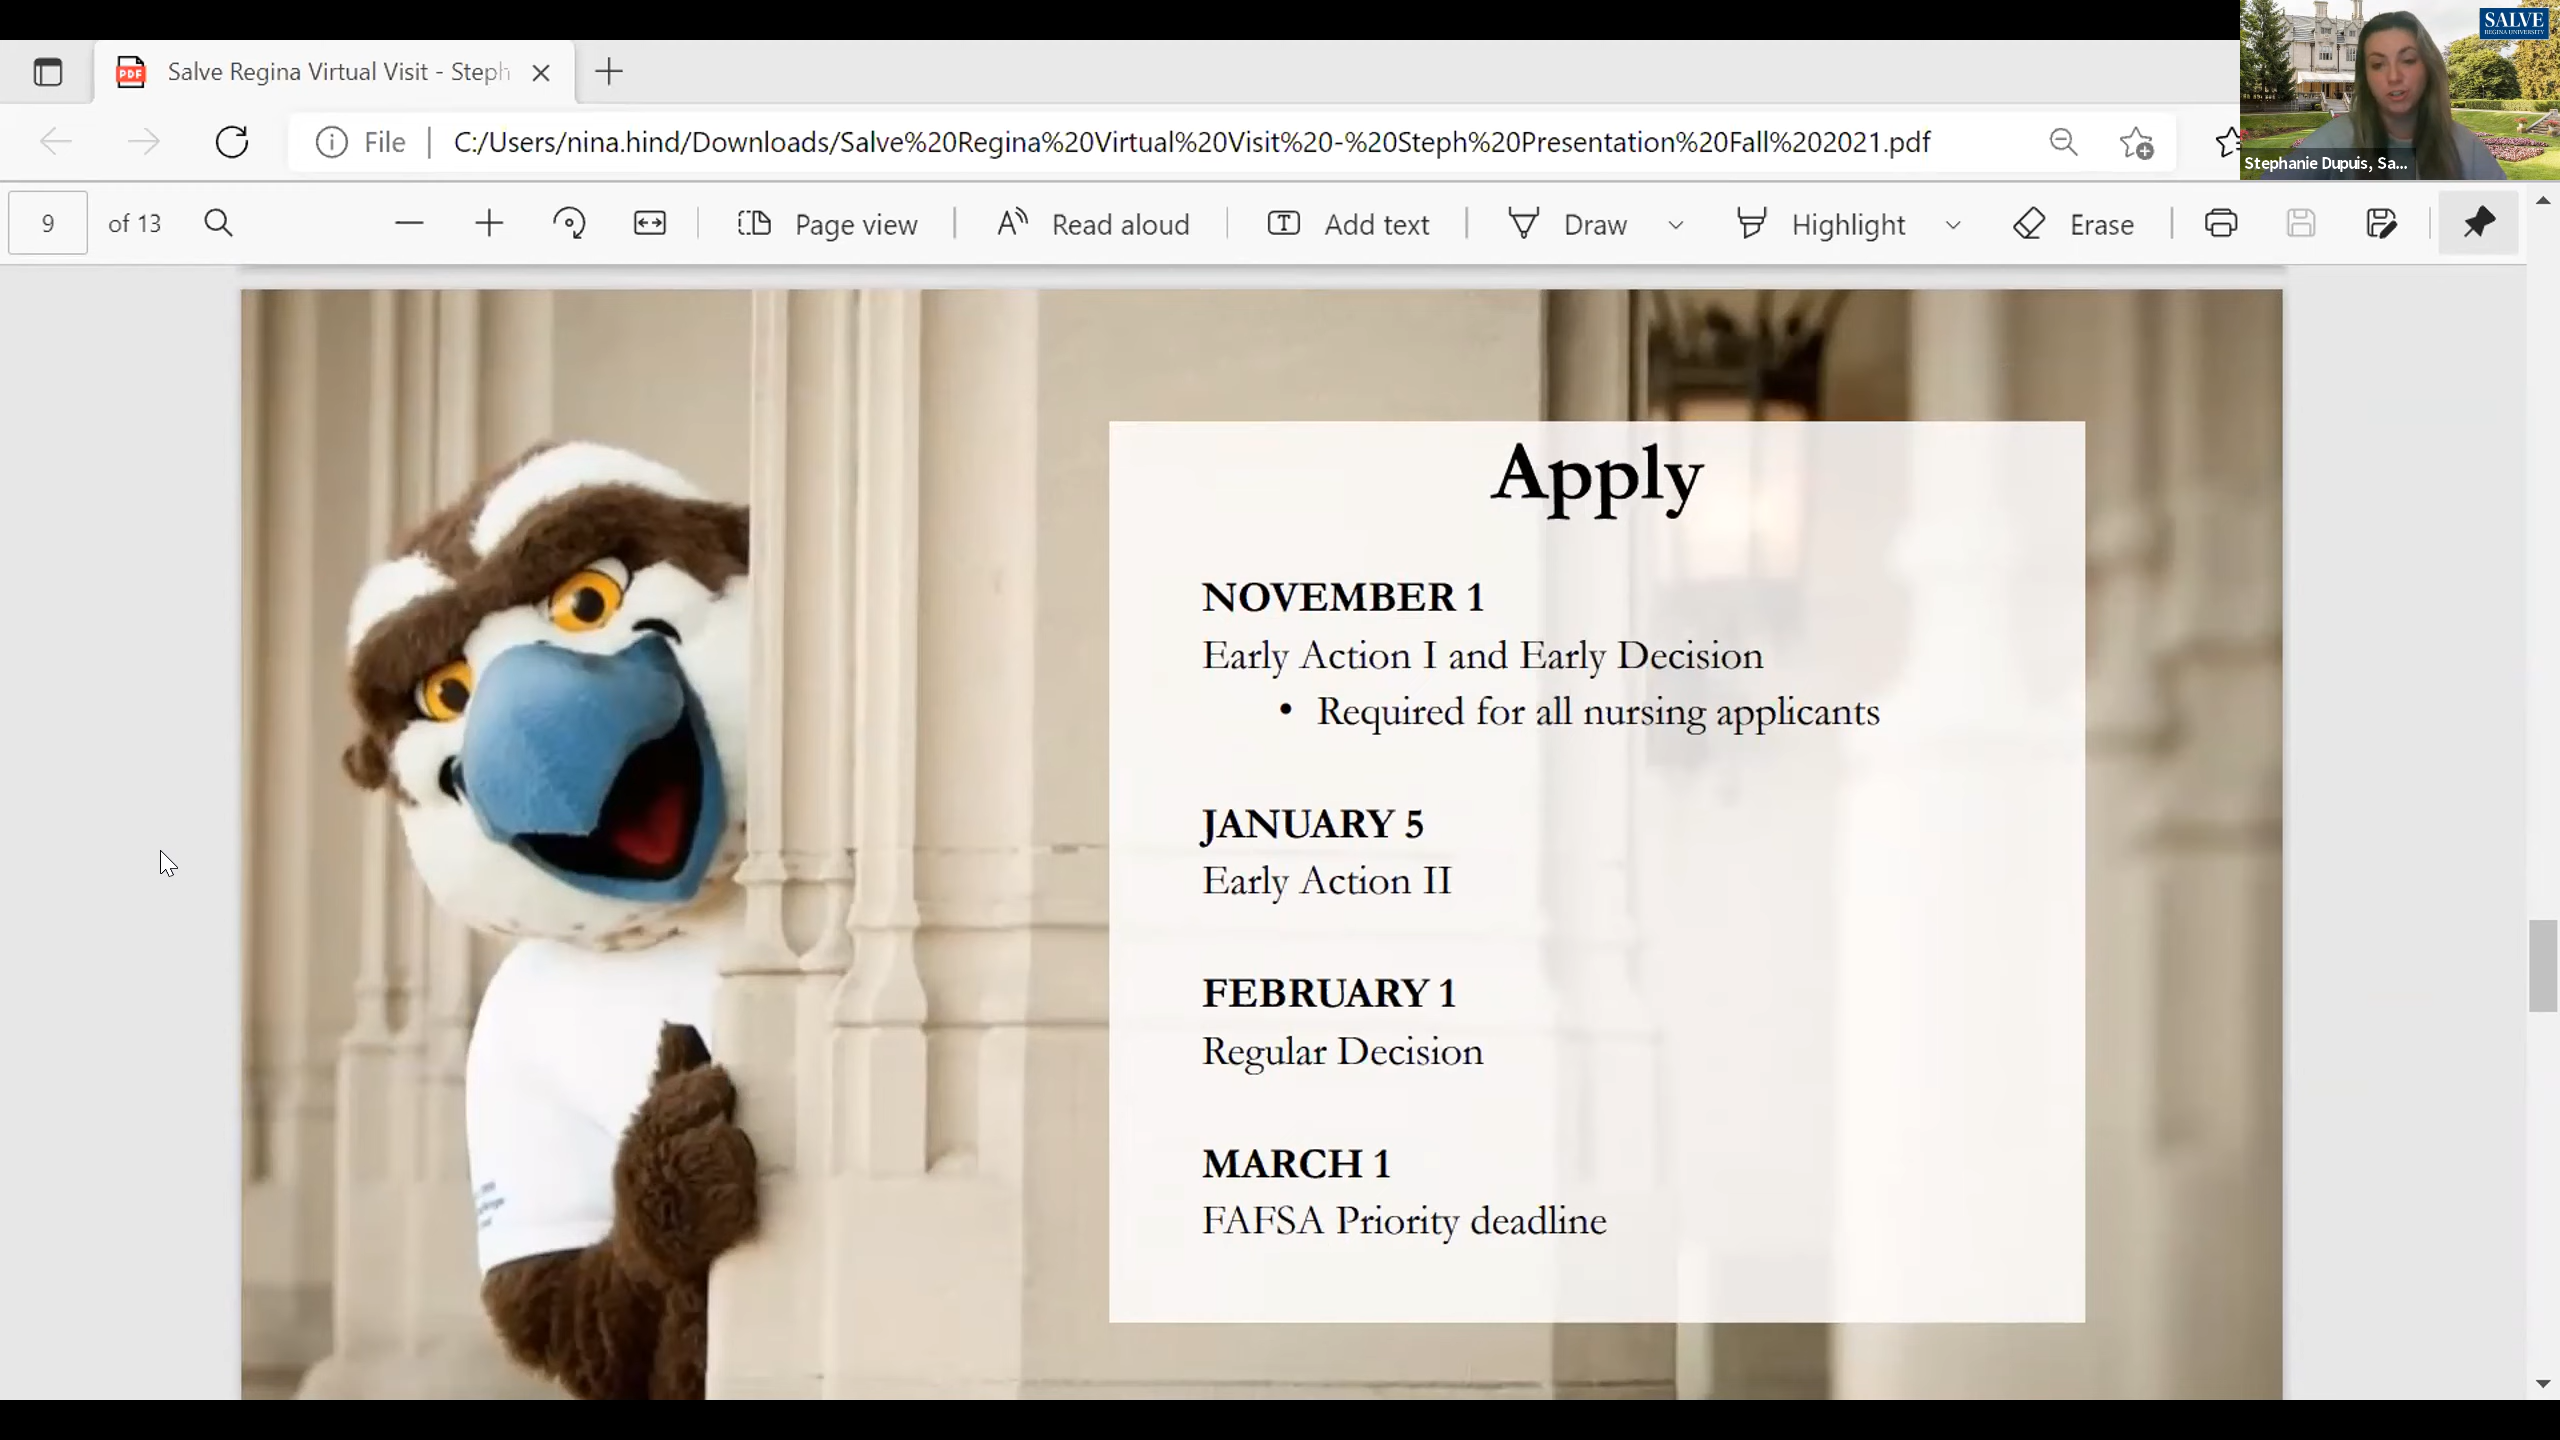 SALVE
REGINA UNIVERSITY
Salve Regina Virtual Visit - Steph
File
C:/Users/nina.hind/Downloads/Salve%20Regina%20Virtual%20Visit%20-%20Steph%20Presentation%20Fall%202021.pdf
Stephanie Dupuis, Sa...
9 of 13
Page view
Read aloud
Add text
Draw
Highlight
Erase
Apply
NOVEMBER 1
Early Action I and Early Decision
• Required for all nursing applicants
JANUARY 5
Early Action II
FEBRUARY 1
Regular Decision
MARCH 1
FAFSA Priority deadline